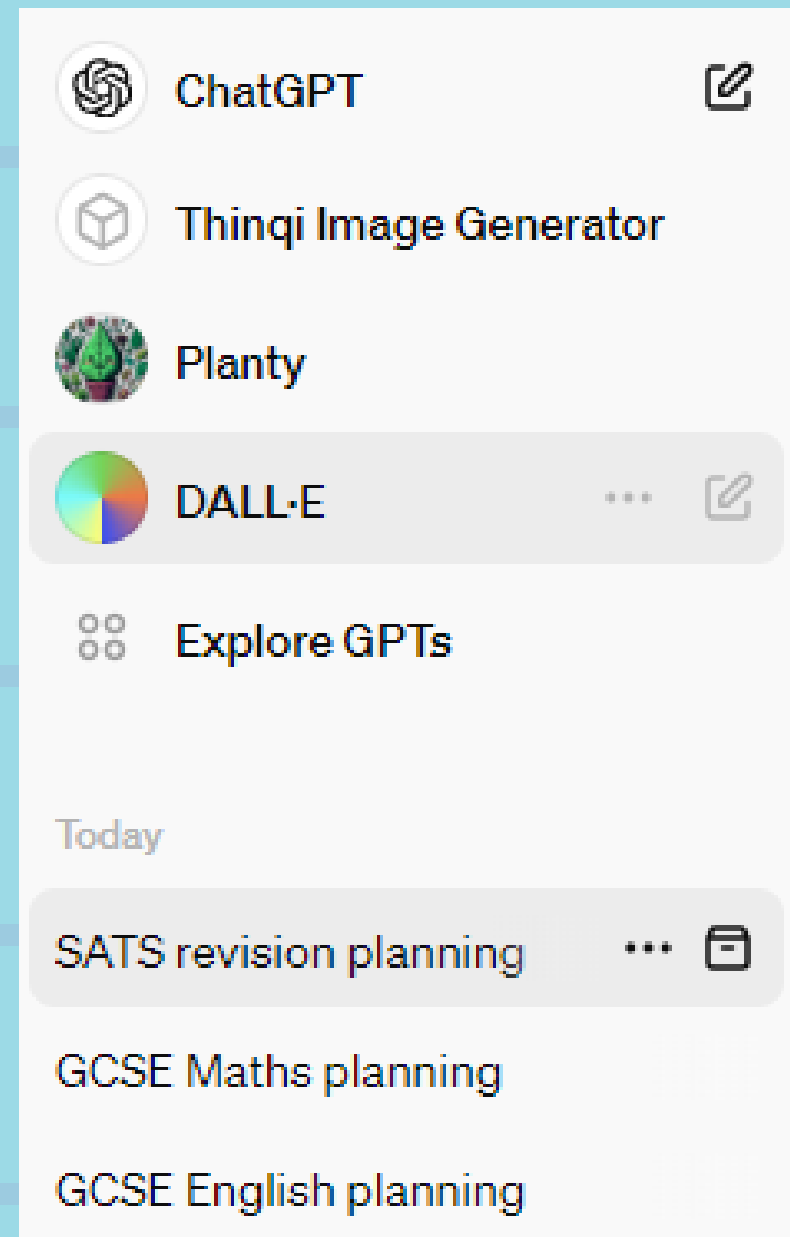 ChatGPT
Thinqi Image Generator
Planty
DALL·E
Explore GPTs
Today
SATS revision planning
GCSE Maths planning
GCSE English planning